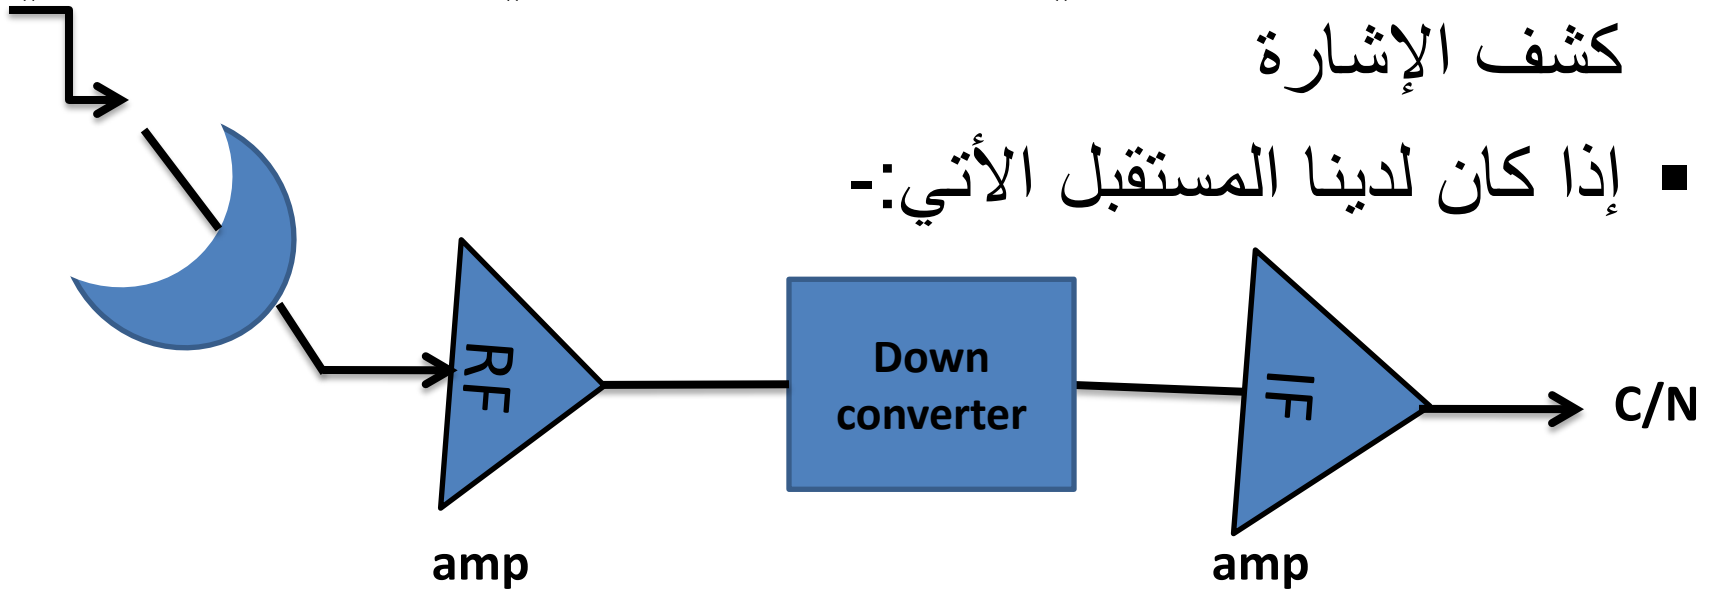 كشف الإشارة
▪ إذا كان لدينا المستقبل الأتي:-
RF
Down
converter
IF
C/N
amp
amp